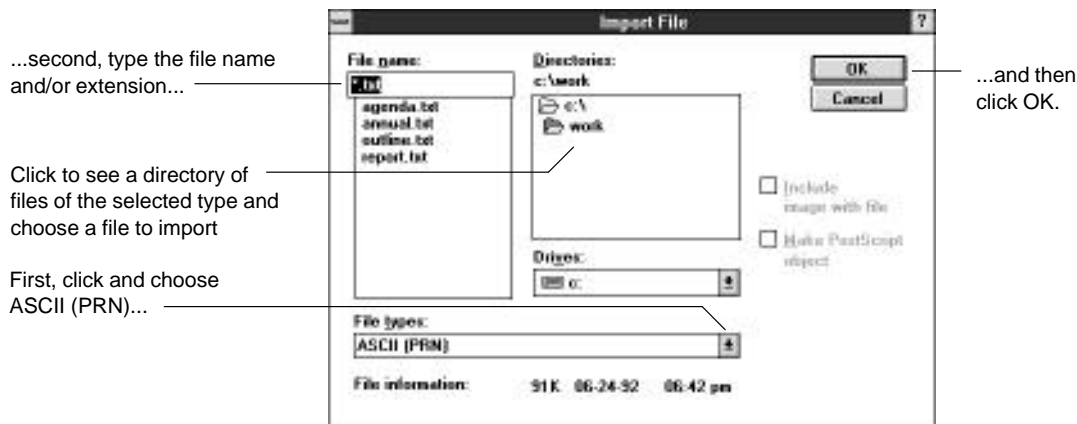 Import File
?
...second, type the file name
and/or extension...
File name:
*.txt
agenda.txt
annual.txt
outline.txt
report.txt
Directories:
c:\work
c:\
work
OK
Cancel
...and then
click OK.
Click to see a directory of
files of the selected type and
choose a file to import
Include
image with file
Make PostScript
object
First, click and choose
ASCII (PRN)...
Drives:
c:
File types:
ASCII (PRN)
File information:
91K 06-24-92 06:42 pm